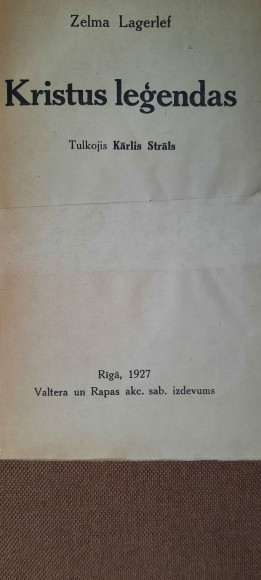 Zelma Lagerlef
Kristus leģendas
Tulkojis Kārlis Strāls
Rīgā, 1927
Valtera un Rapas akc. sab. izdevums